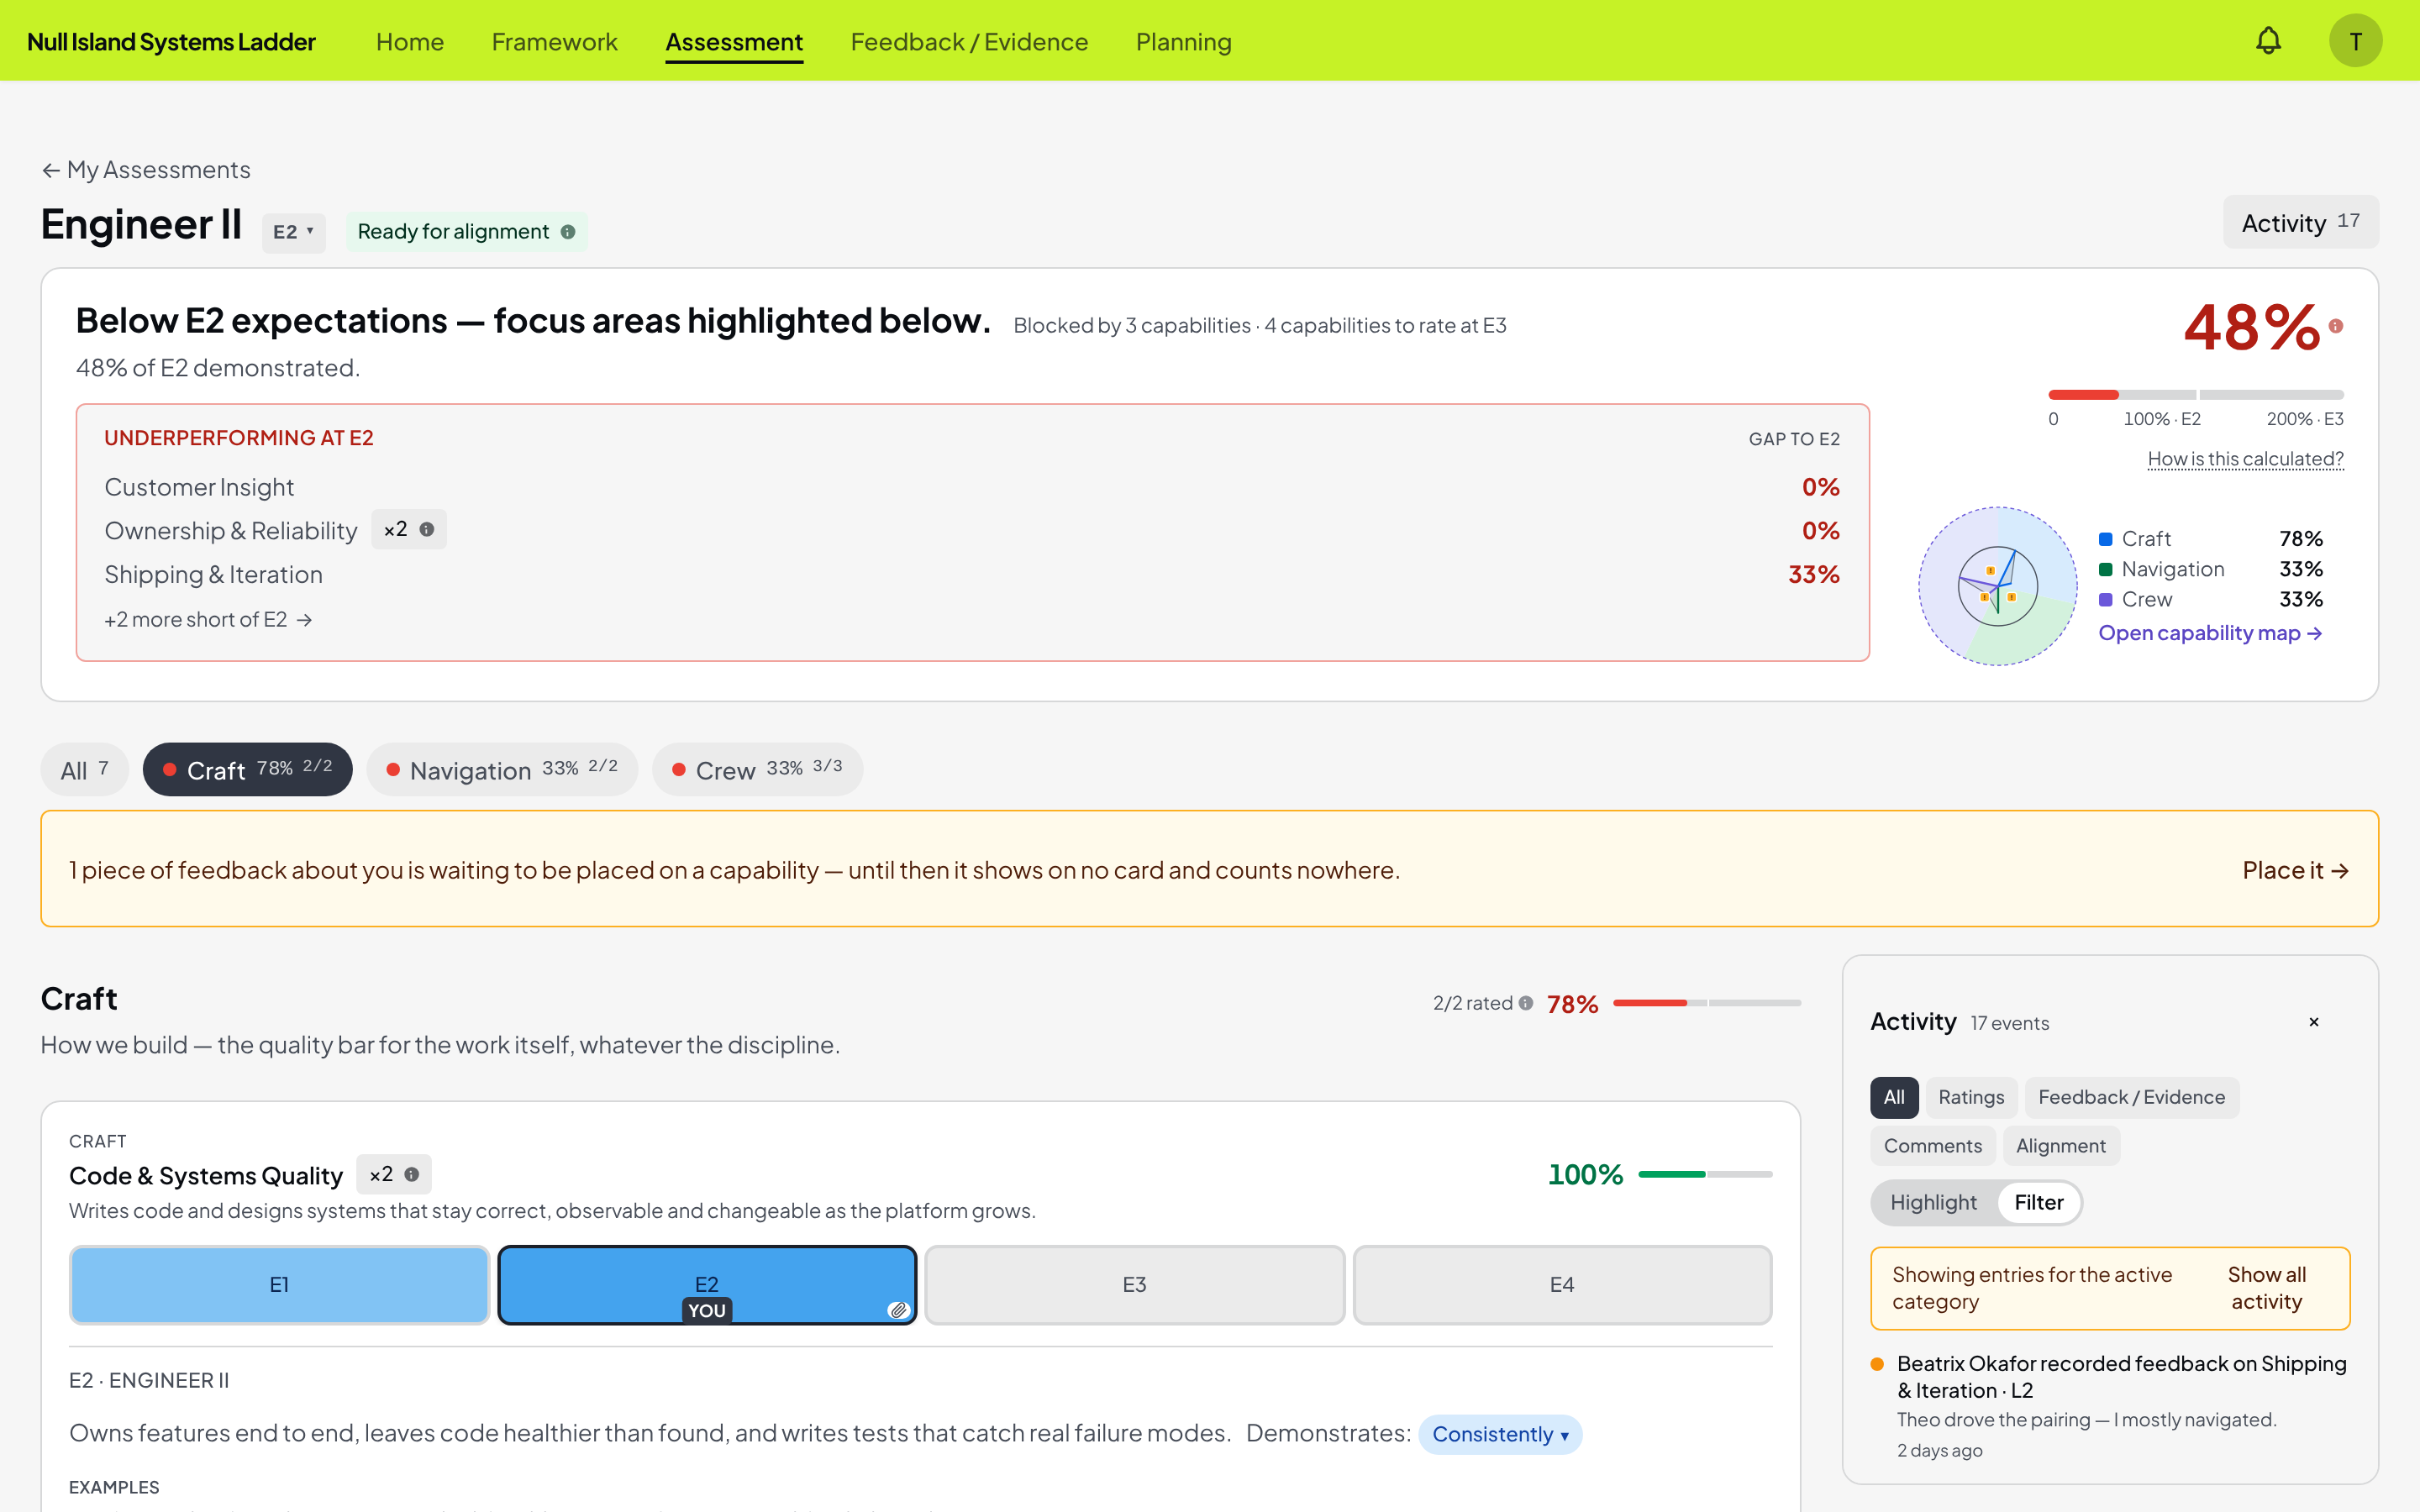 Null Island Systems Ladder
Home
Framework
Assessment
Feedback / Evidence
Planning
T
← My Assessments
Engineer II
E2 ▾
Ready for alignment
Activity 17
Below E2 expectations — focus areas highlighted below.
Blocked by 3 capabilities · 4 capabilities to rate at E3
48% of E2 demonstrated.
UNDERPERFORMING AT E2
GAP TO E2
Customer Insight
0%
Ownership & Reliability
×2
0%
Shipping & Iteration
33%
+2 more short of E2 →
48%
0
100% · E2
200% · E3
How is this calculated?
Craft
78%
Navigation
33%
Crew
33%
Open capability map →
All 7
Craft 78% 2/2
Navigation 33% 2/2
Crew 33% 3/3
1 piece of feedback about you is waiting to be placed on a capability — until then it shows on no card and counts nowhere.
Place it →
Craft
2/2 rated
78%
How we build — the quality bar for the work itself, whatever the discipline.
CRAFT
Code & Systems Quality
×2
100%
Writes code and designs systems that stay correct, observable and changeable as the platform grows.
E1
E2
YOU
E3
E4
E2 · ENGINEER II
Owns features end to end, leaves code healthier than found, and writes tests that catch real failure modes.
Demonstrates:
Consistently ▾
EXAMPLES
Activity
17 events
×
All
Ratings
Feedback / Evidence
Comments
Alignment
Highlight
Filter
Showing entries for the active
category
Show all
activity
Beatrix Okafor recorded feedback on Shipping
& Iteration · L2
Theo drove the pairing — I mostly navigated.
2 days ago